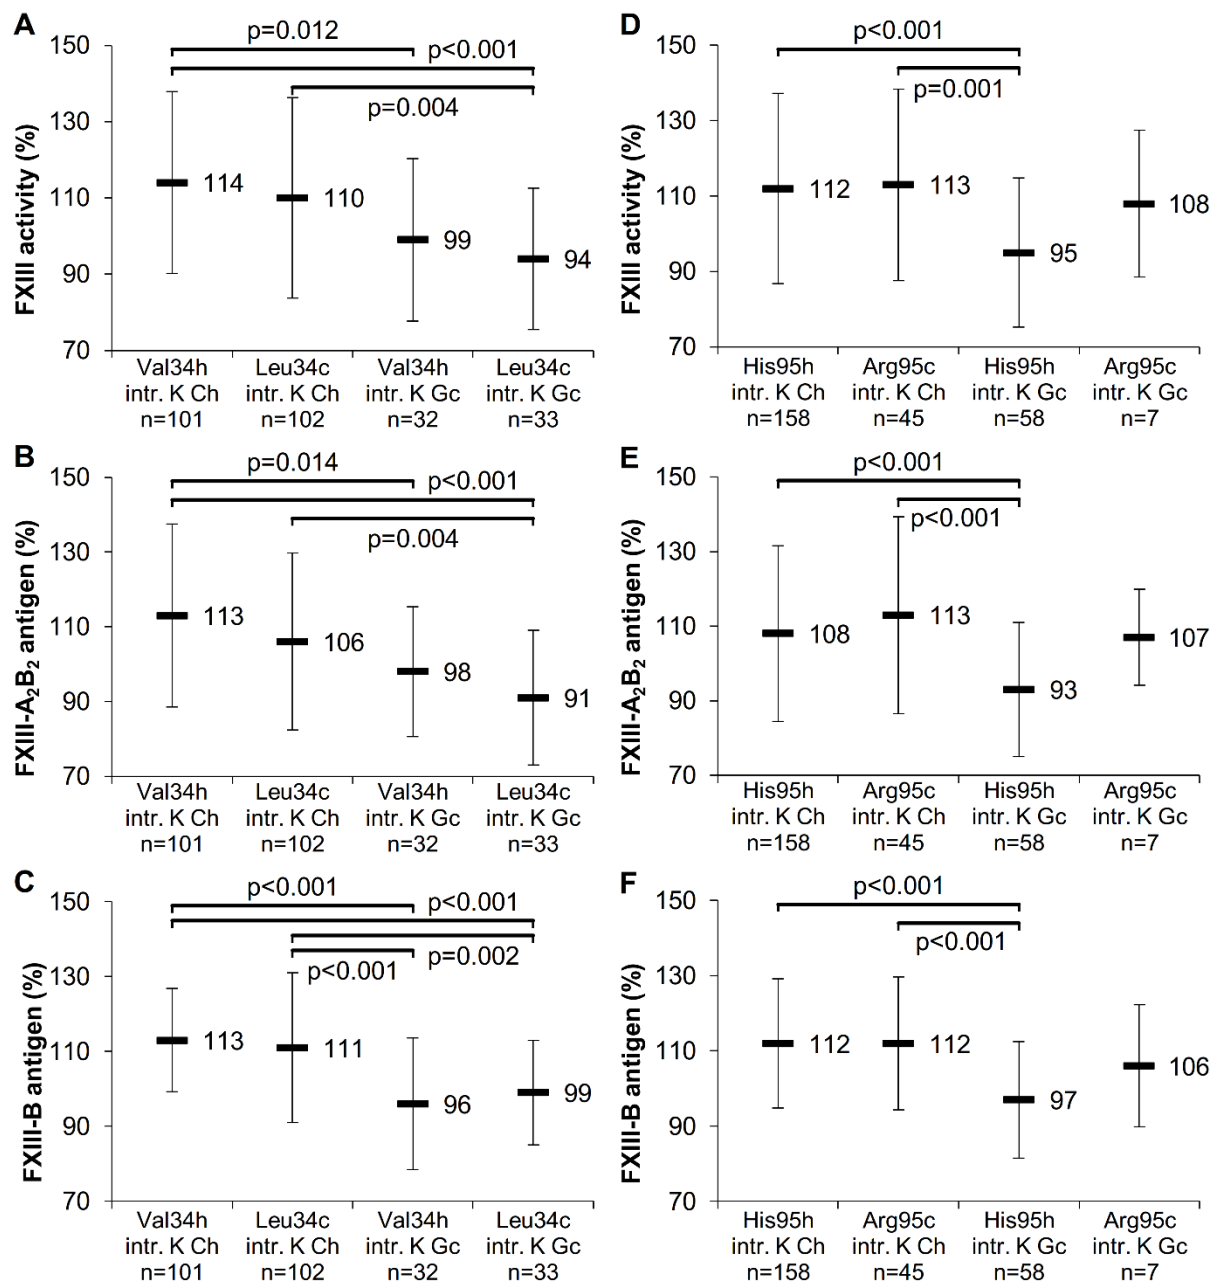 A
150
130
110
90
70
FXIII activity (%)
p=0.012
p<0.001
p=0.004
114
110
99
94
Val34h
intr. K Ch
n=101
Leu34c
intr. K Ch
n=102
Val34h
intr. K Gc
n=32
Leu34c
intr. K Gc
n=33
D
150
130
110
90
70
FXIII activity (%)
p<0.001
p=0.001
112
113
95
108
His95h
intr. K Ch
n=158
Arg95c
intr. K Ch
n=45
His95h
intr. K Gc
n=58
Arg95c
intr. K Gc
n=7
B
150
130
110
90
70
FXIII-A₂B₂ antigen (%)
p=0.014
p<0.001
p=0.004
113
106
98
91
Val34h
intr. K Ch
n=101
Leu34c
intr. K Ch
n=102
Val34h
intr. K Gc
n=32
Leu34c
intr. K Gc
n=33
E
150
130
110
90
70
FXIII-A₂B₂ antigen (%)
p<0.001
p<0.001
108
113
93
107
His95h
intr. K Ch
n=158
Arg95c
intr. K Ch
n=45
His95h
intr. K Gc
n=58
Arg95c
intr. K Gc
n=7
C
150
130
110
90
70
FXIII-B antigen (%)
p<0.001
p<0.001
p<0.001
p=0.002
113
111
96
99
Val34h
intr. K Ch
n=101
Leu34c
intr. K Ch
n=102
Val34h
intr. K Gc
n=32
Leu34c
intr. K Gc
n=33
F
150
130
110
90
70
FXIII-B antigen (%)
p<0.001
p<0.001
112
112
97
106
His95h
intr. K Ch
n=158
Arg95c
intr. K Ch
n=45
His95h
intr. K Gc
n=58
Arg95c
intr. K Gc
n=7